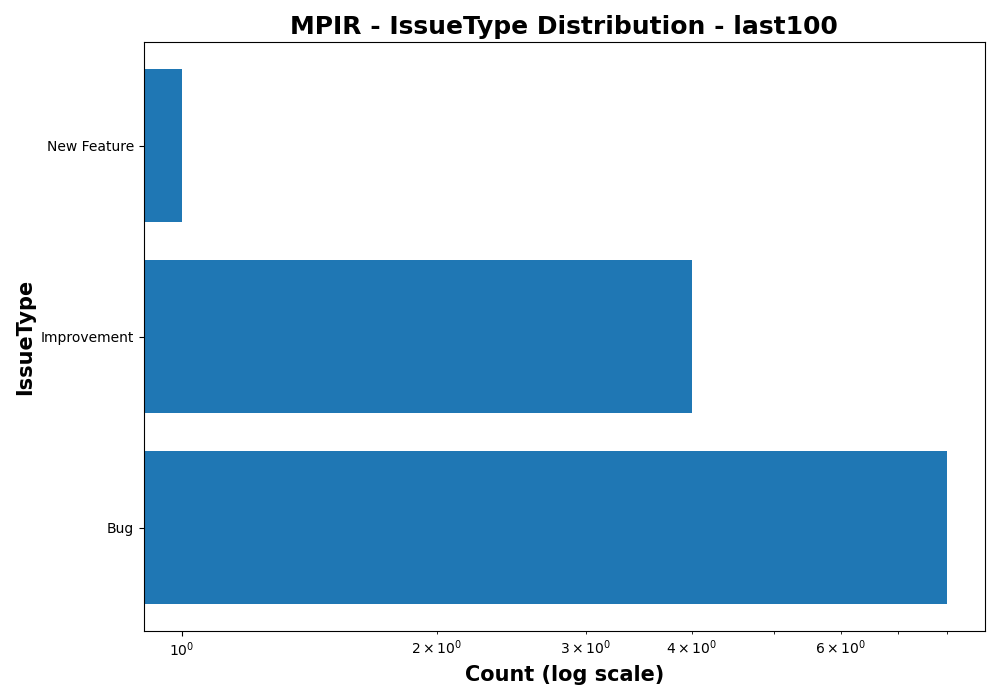 MPIR - IssueType Distribution - last100
New Feature
Improvement
Bug
IssueType
10⁰
2 × 10⁰
3 × 10⁰
4 × 10⁰
6 × 10⁰
Count (log scale)